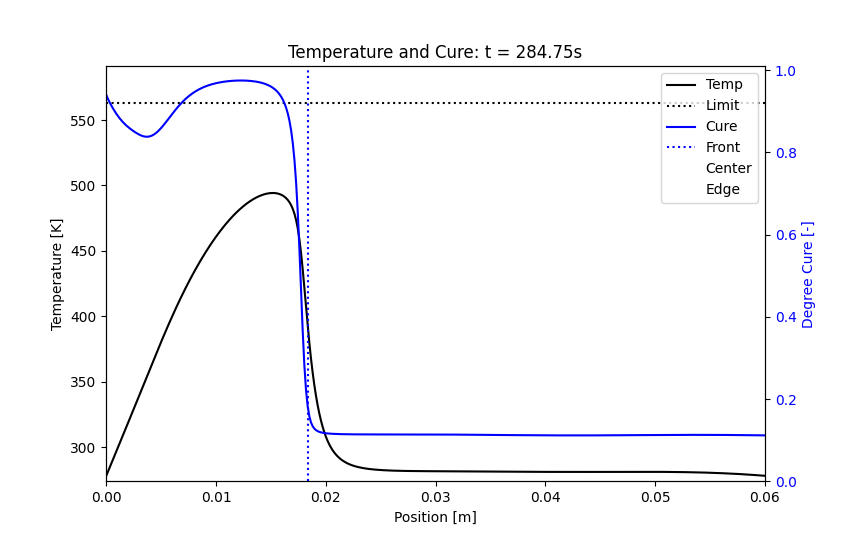 Temperature and Cure: t = 284.75s
Temp
Limit
Cure
Front
Center
Edge
Temperature [K]
550
500
450
400
350
300
1.0
0.8
0.6
0.4
0.2
0.0
Degree Cure [-]
0.00 0.01 0.02 0.03 0.04 0.05 0.06
Position [m]